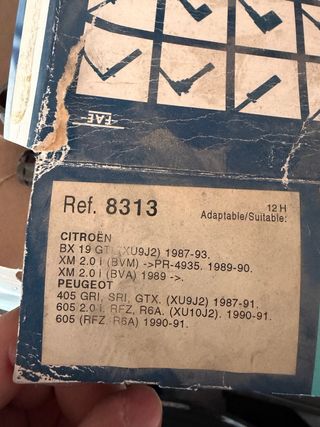 FAE
Ref. 8313
12 H
Adaptable/Suitable:
CITROËN
BX 19 GTI (XU9J2) 1987-93.
XM 2.0 i (BVM) ->PR-4935. 1989-90.
XM 2.0 i (BVA) 1989 ->.
PEUGEOT
405 GRI, SRI, GTX. (XU9J2) 1987-91.
605 2.0 i, RFZ, R6A. (XU10J2). 1990-91.
605 (RFZ, R6A) 1990-91.